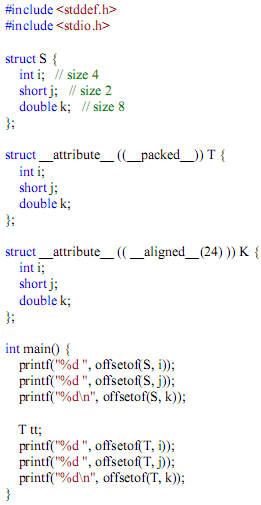 #include <stddef.h>
#include <stdio.h>
struct S {
int i;  // size 4
short j;  // size 2
double k;  // size 8
};
struct __attribute__ ((__packed__)) T {
int i;
short j;
double k;
};
struct __attribute__ (( __aligned__(24) )) K {
int i;
short j;
double k;
};
int main() {
printf("%d ", offsetof(S, i));
printf("%d ", offsetof(S, j));
printf("%d\n", offsetof(S, k));
T tt;
printf("%d ", offsetof(T, i));
printf("%d ", offsetof(T, j));
printf("%d\n", offsetof(T, k));
}